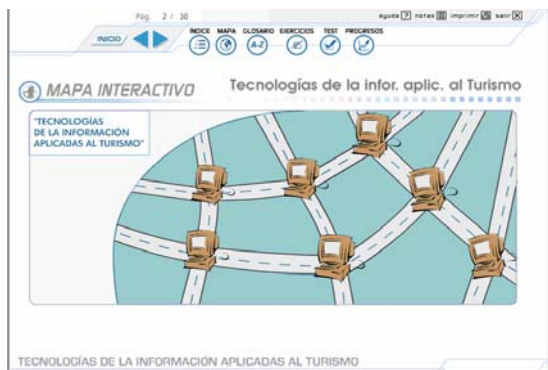 Pág. 2 / 30
ayuda ? notas imprimir salir X
INICIO
INDICE MAPA GLOSARIO EJERCICIOS TEST PROGRESOS
A-Z
MAPA INTERACTIVO
Tecnologías de la infor. aplic. al Turismo
"TECNOLOGÍAS
DE LA INFORMACIÓN
APLICADAS AL TURISMO"
TECNOLOGÍAS DE LA INFORMACIÓN APLICADAS AL TURISMO